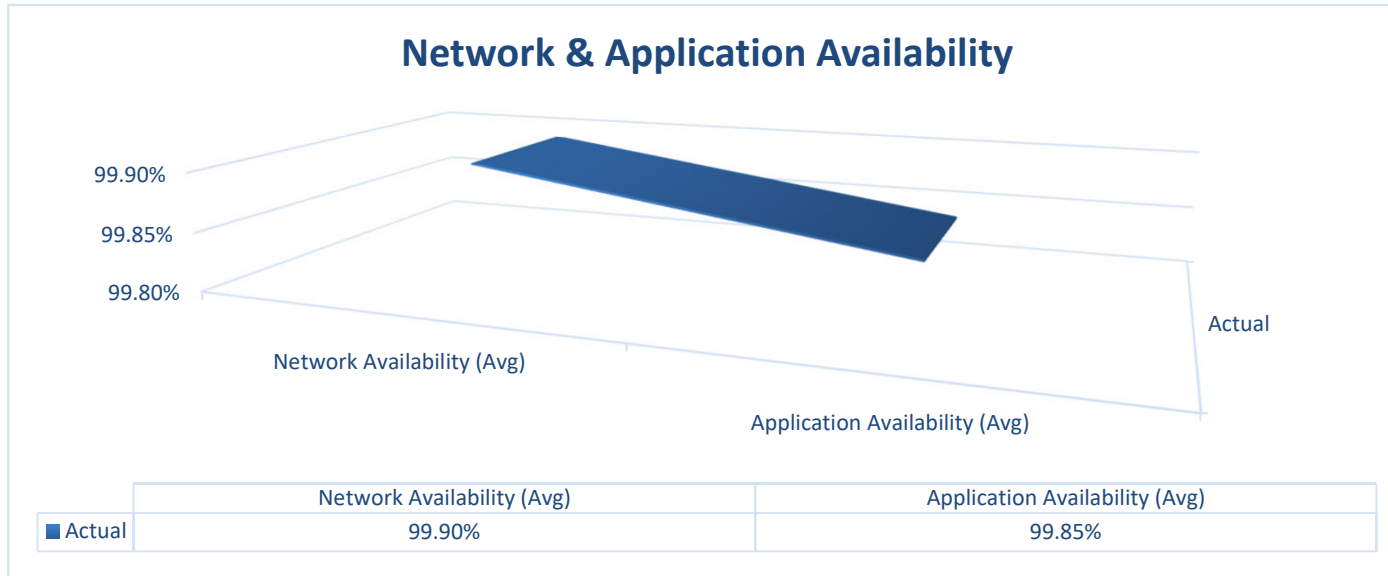 Network & Application Availability
99.90%
99.85%
99.80%
Actual
Network Availability (Avg)
Application Availability (Avg)
Network Availability (Avg) Application Availability (Avg)
Actual 99.90% 99.85%